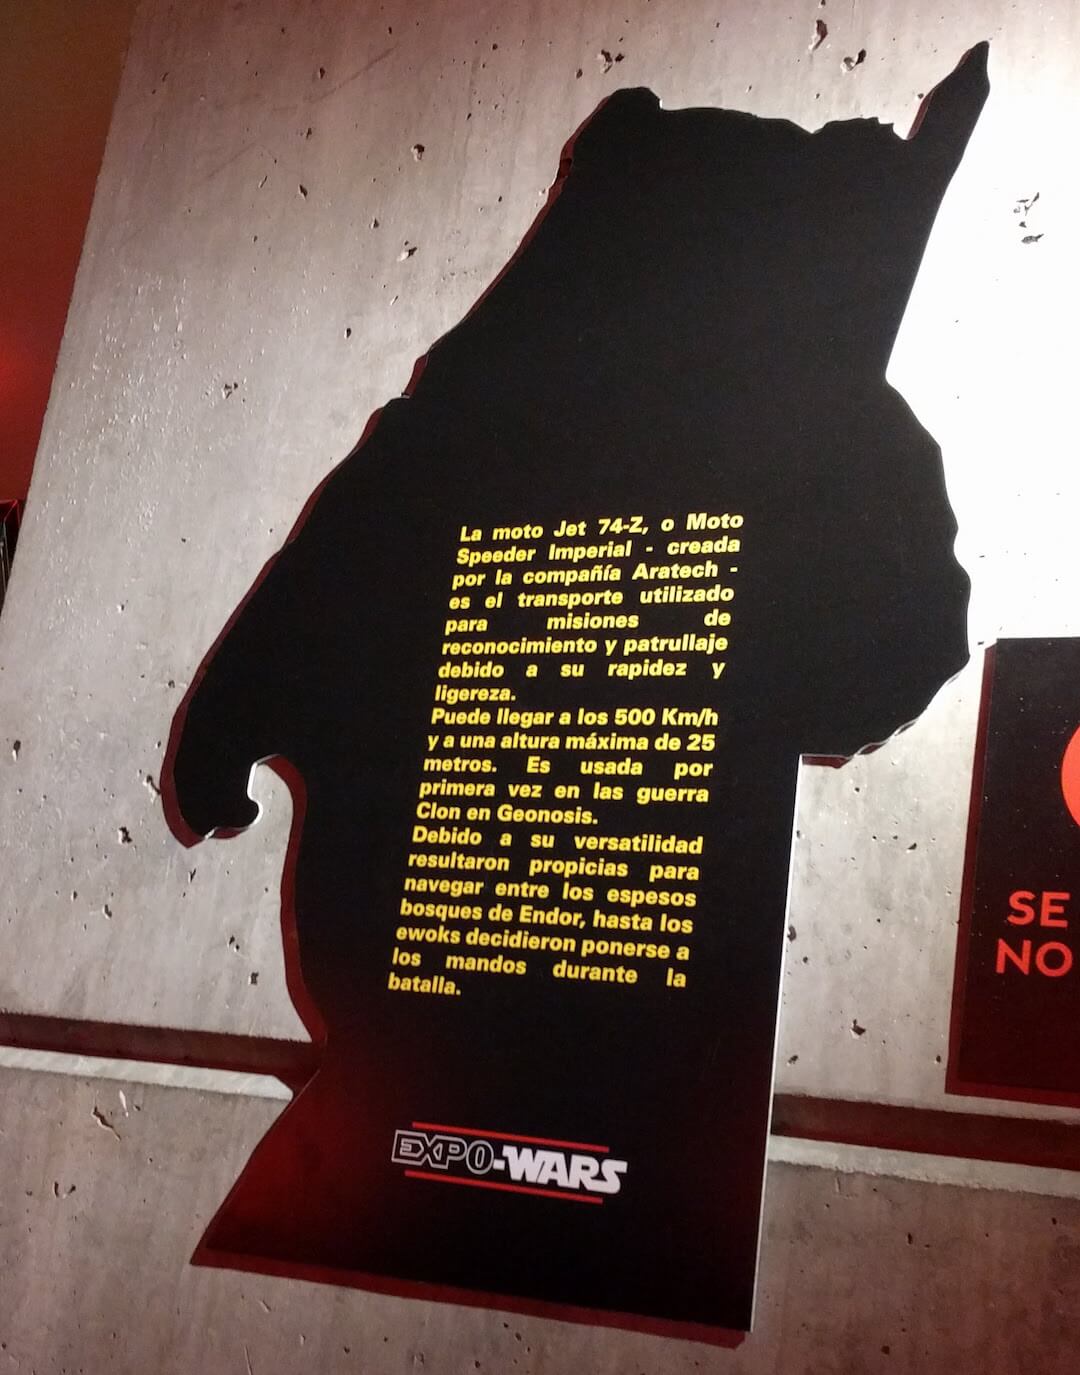 La moto Jet 74-Z, o Moto
Speeder Imperial - creada
por la compañía Aratech -
es el transporte utilizado
para misiones de
reconocimiento y patrullaje
debido a su rapidez y
ligereza.
Puede llegar a los 500 Km/h
y a una altura máxima de 25
metros. Es usada por
primera vez en las guerra
Clon en Geonosis.
Debido a su versatilidad
resultaron propicias para
navegar entre los espesos
bosques de Endor, hasta los
ewoks decidieron ponerse a
los mandos durante la
batalla.
EXPO-WARS
SE
NO